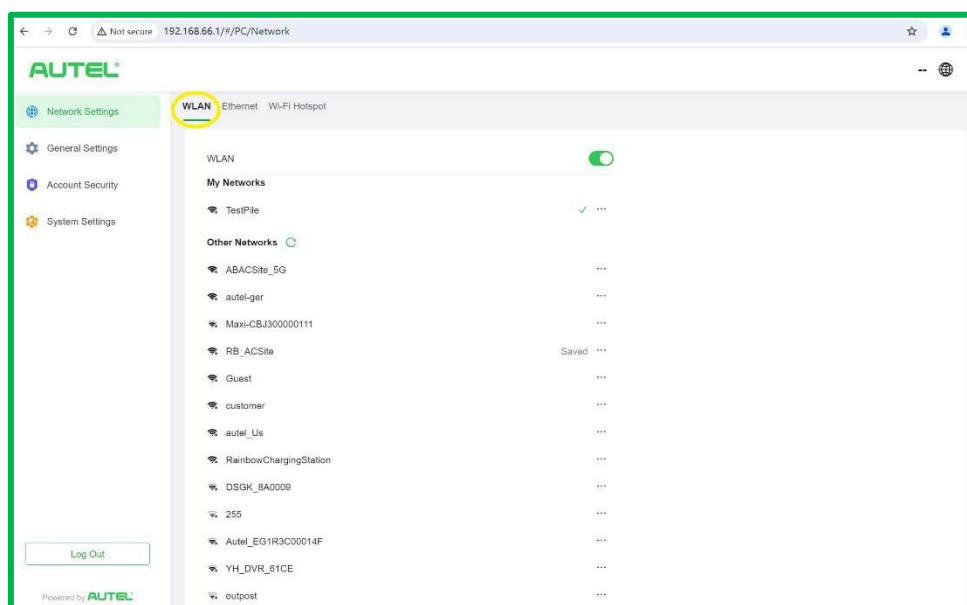 Not secure 192.168.66.1/#/PC/Network
AUTEL
--
Network Settings
General Settings
Account Security
System Settings
WLAN Ethernet Wi-Fi Hotspot
WLAN
My Networks
TestPile
Other Networks
ABACSite_5G
autel-ger
Maxi-CBJ300000111
RB_ACSite Saved
Guest
customer
autel_Us
RainbowChargingStation
DSGK_8A0009
255
Autel_EG1R3C00014F
YH_DVR_61CE
outpost
Log Out
Powered by AUTEL